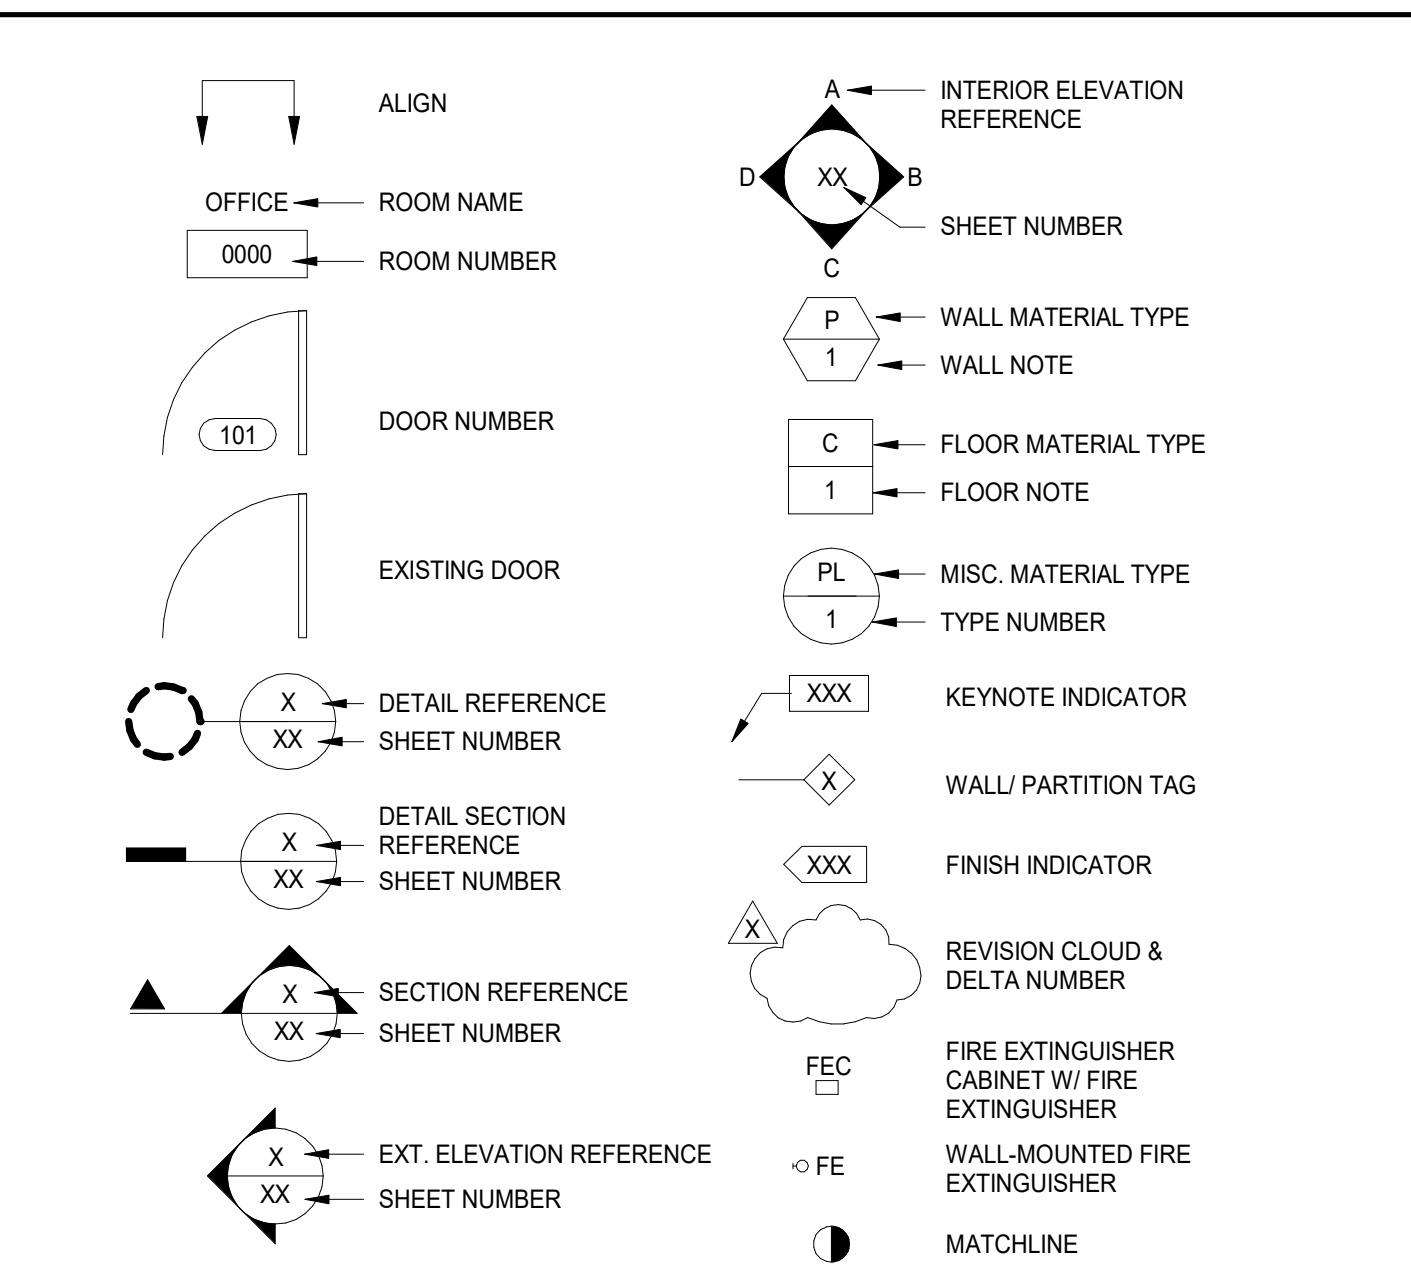 ALIGN
OFFICE
ROOM NAME
0000
ROOM NUMBER
101
DOOR NUMBER
EXISTING DOOR
X
DETAIL REFERENCE
XX
SHEET NUMBER
DETAIL SECTION
REFERENCE
X
XX
SHEET NUMBER
X
SECTION REFERENCE
XX
SHEET NUMBER
X
EXT. ELEVATION REFERENCE
XX
SHEET NUMBER
A
INTERIOR ELEVATION
REFERENCE
D
XX
B
SHEET NUMBER
C
P
WALL MATERIAL TYPE
1
WALL NOTE
C
FLOOR MATERIAL TYPE
1
FLOOR NOTE
PL
MISC. MATERIAL TYPE
1
TYPE NUMBER
XXX
KEYNOTE INDICATOR
X
WALL/ PARTITION TAG
XXX
FINISH INDICATOR
X
REVISION CLOUD &
DELTA NUMBER
FEC
FIRE EXTINGUISHER
CABINET W/ FIRE
EXTINGUISHER
FE
WALL-MOUNTED FIRE
EXTINGUISHER
MATCHLINE